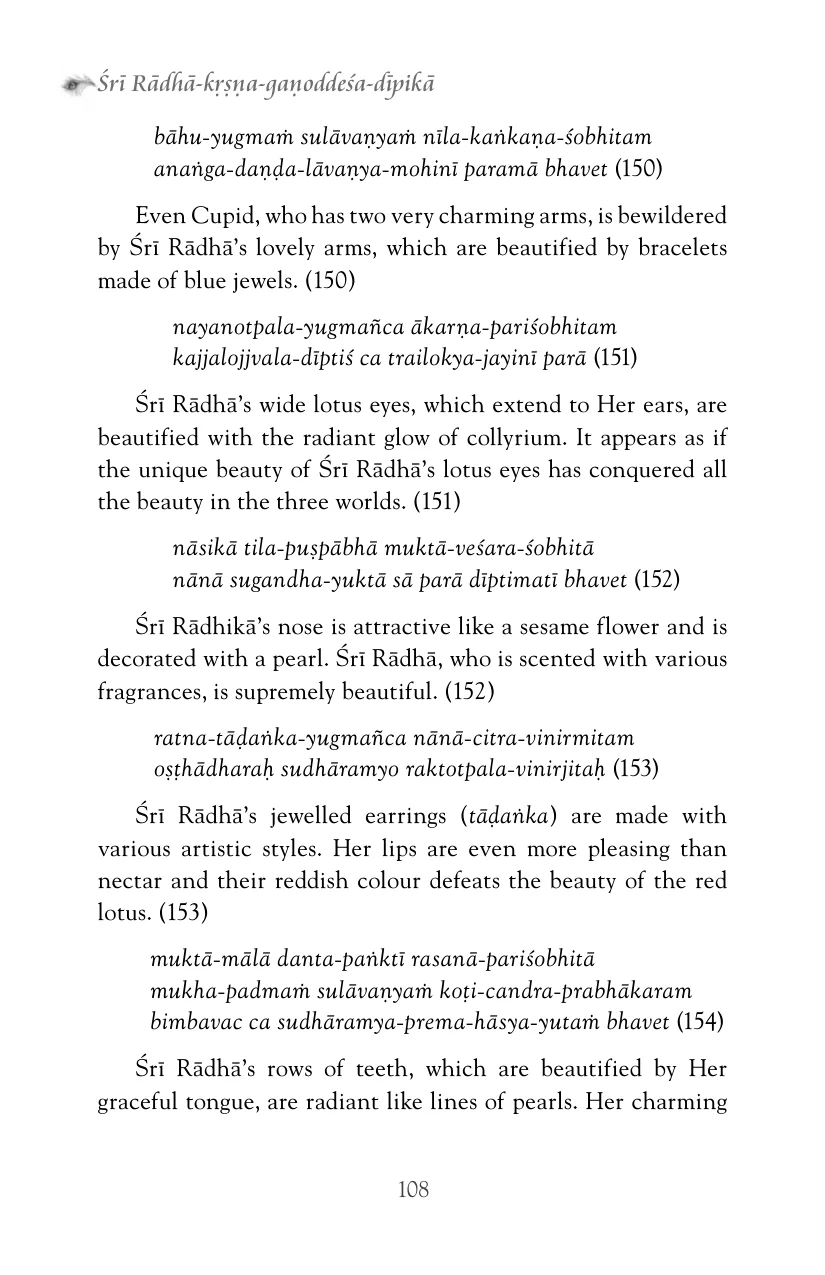 Śrī Rādhā-kṛṣṇa-gaṇoddeśa-dīpikā
bāhu-yugmaṁ sulāvaṇyaṁ nīla-kaṅkaṇa-śobhitam
anaṅga-daṇḍa-lāvaṇya-mohinī paramā bhavet (150)
Even Cupid, who has two very charming arms, is bewildered
by Śrī Rādhā’s lovely arms, which are beautified by bracelets
made of blue jewels. (150)
nayanotpala-yugmañca ākarṇa-pariśobhitam
kajjalojjvala-dīptiś ca trailokya-jayinī parā (151)
Śrī Rādhā’s wide lotus eyes, which extend to Her ears, are
beautified with the radiant glow of collyrium. It appears as if
the unique beauty of Śrī Rādhā’s lotus eyes has conquered all
the beauty in the three worlds. (151)
nāsikā tila-puṣpābhā muktā-veśara-śobhitā
nānā sugandha-yuktā sā parā dīptimatī bhavet (152)
Śrī Rādhikā’s nose is attractive like a sesame flower and is
decorated with a pearl. Śrī Rādhā, who is scented with various
fragrances, is supremely beautiful. (152)
ratna-tāḍaṅka-yugmañca nānā-citra-vinirmitam
oṣṭhādharaḥ sudhāramyo raktotpala-vinirjitaḥ (153)
Śrī Rādhā’s jewelled earrings (tāḍaṅka) are made with
various artistic styles. Her lips are even more pleasing than
nectar and their reddish colour defeats the beauty of the red
lotus. (153)
muktā-mālā danta-paṅktī rasanā-pariśobhitā
mukha-padmaṁ sulāvaṇyaṁ koṭi-candra-prabhākaram
bimbavac ca sudhāramya-prema-hāsya-yutaṁ bhavet (154)
Śrī Rādhā’s rows of teeth, which are beautified by Her
graceful tongue, are radiant like lines of pearls. Her charming
108